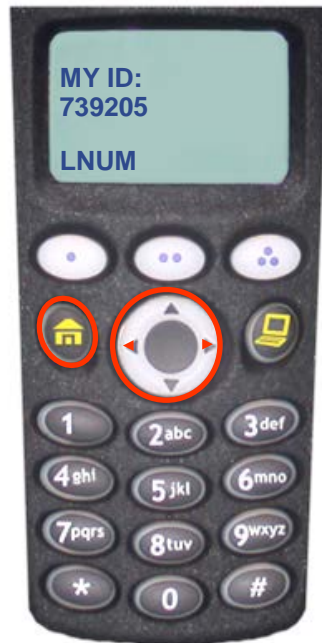 MY ID:
739205
LNUM
1
2abc
3def
4ghi
5jkl
6mno
7pqrs
8tuv
9wxyz
*
0
#